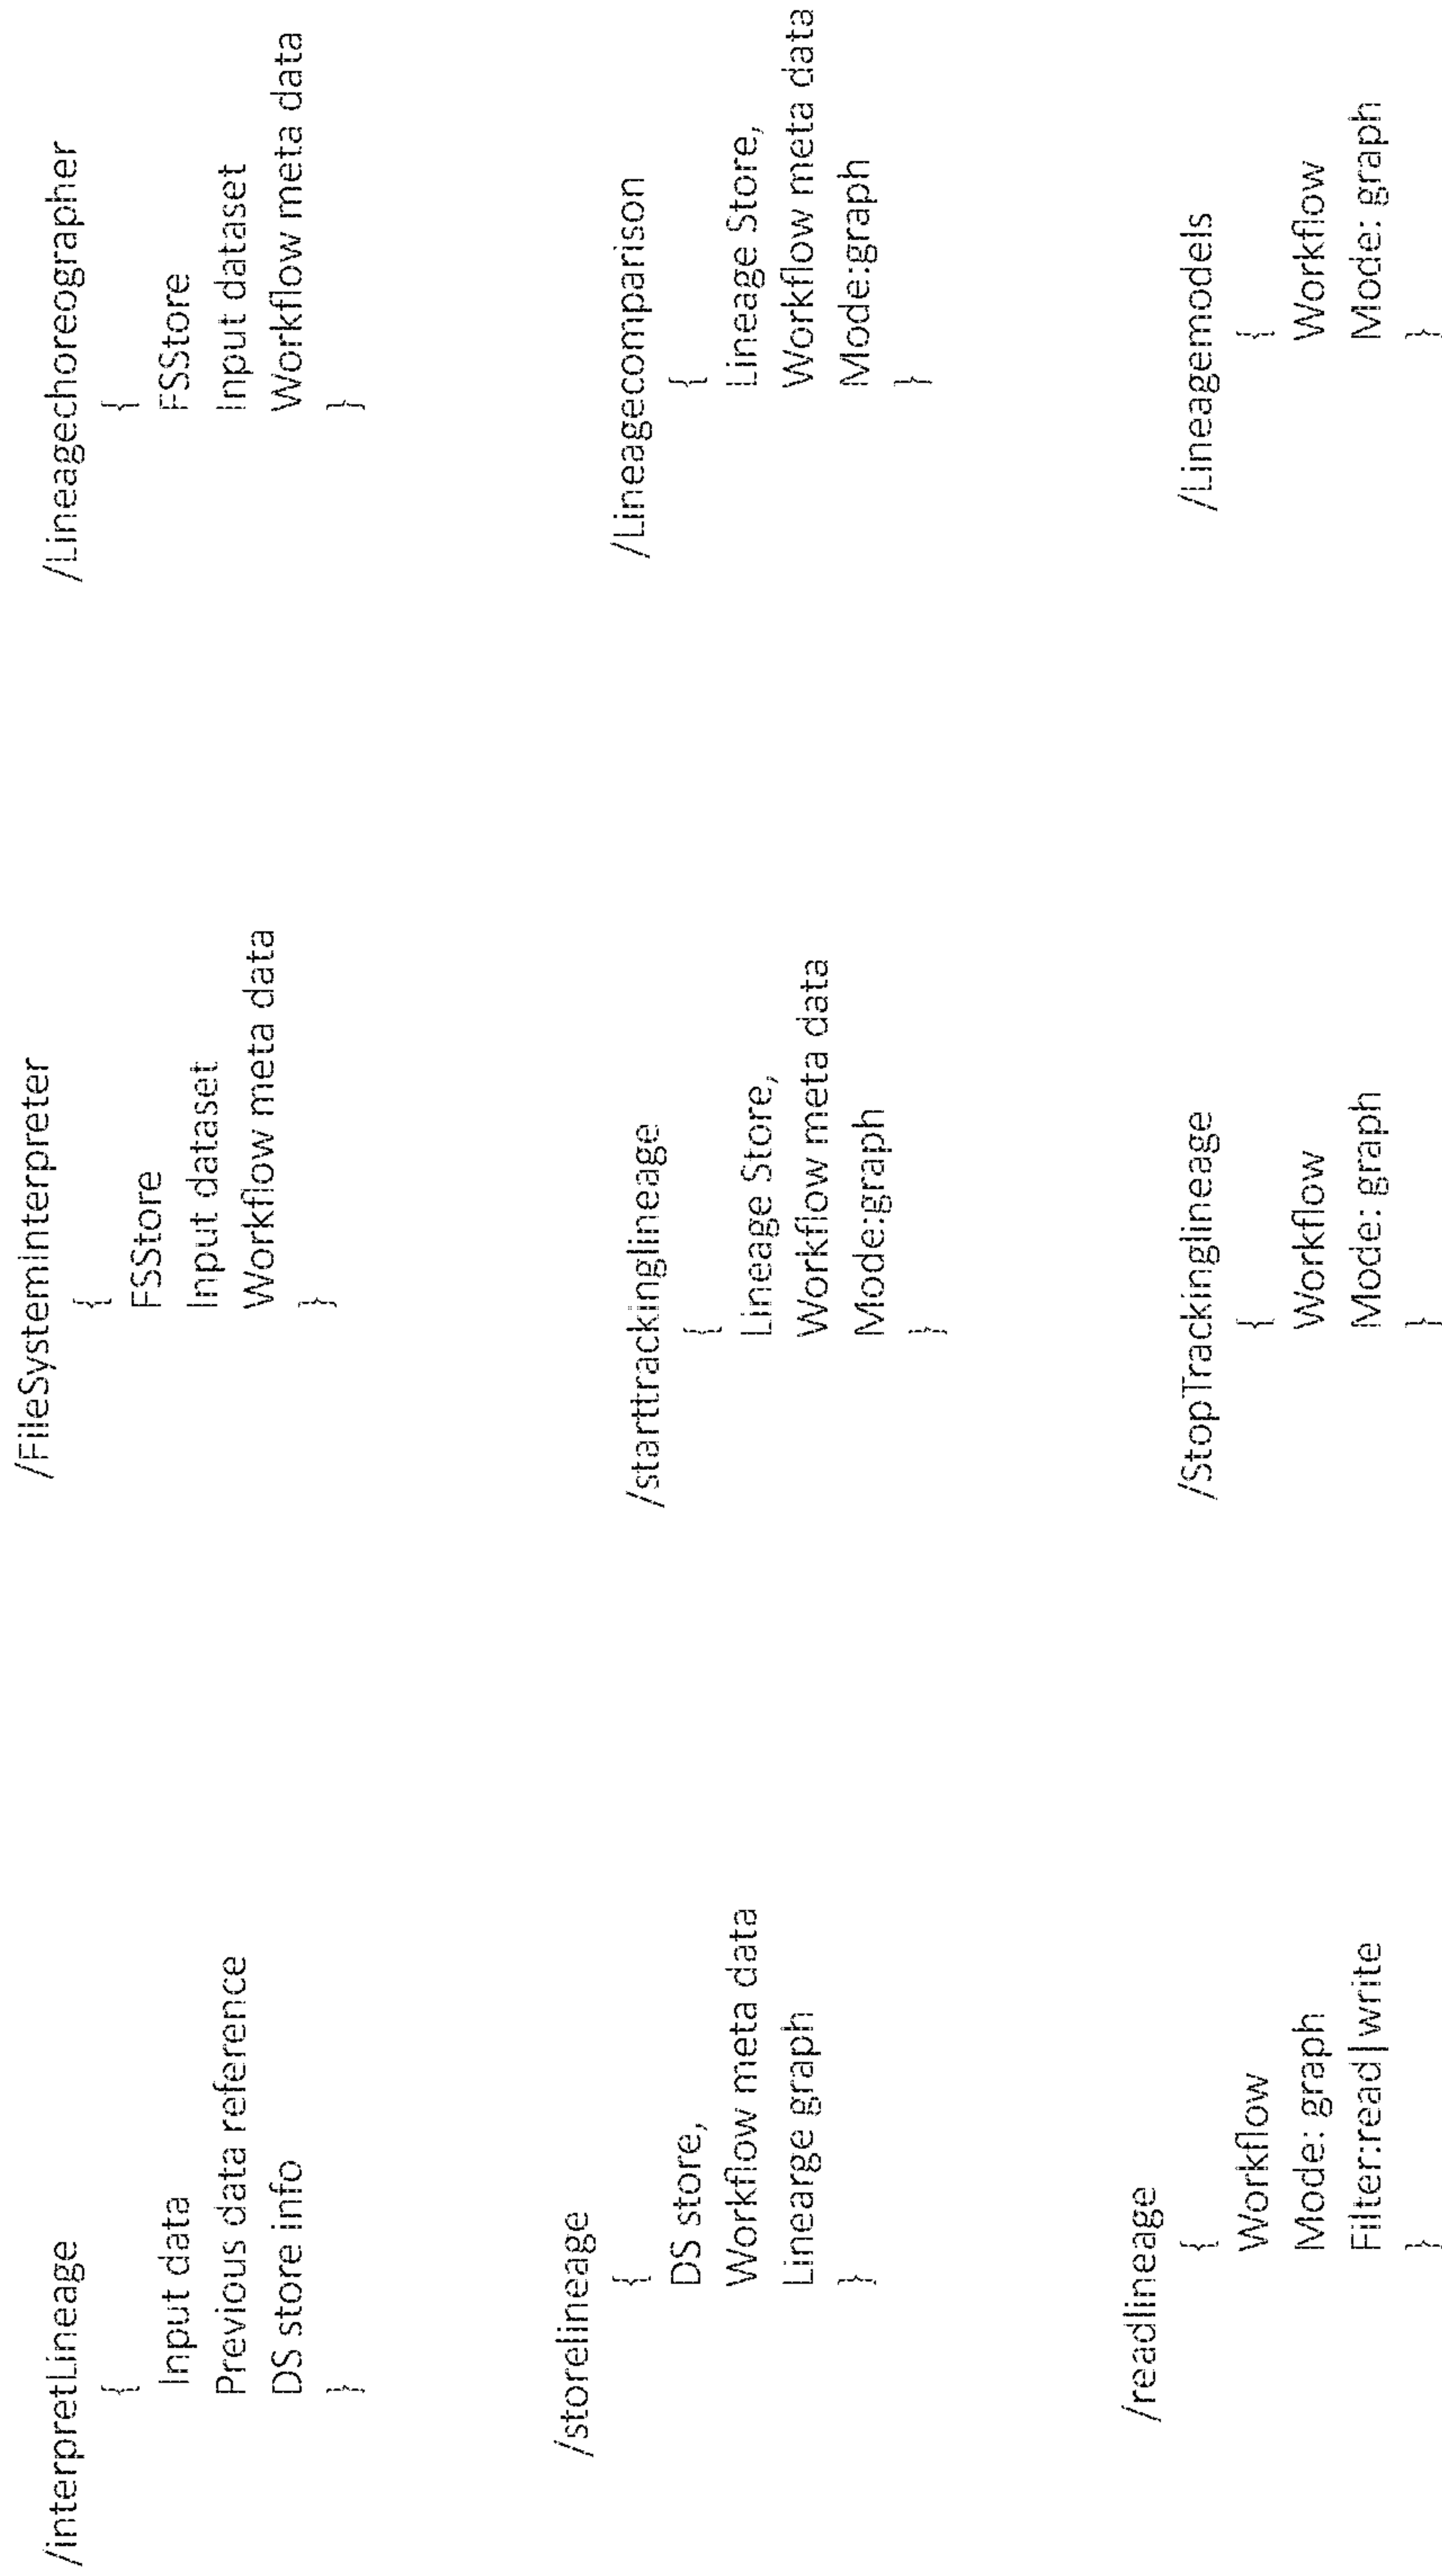 /interpretLineage
{
Input data
Previous data reference
DS store info
}
/FileSystemInterpreter
{
FSStore
Input dataset
Workflow meta data
}
/Lineagechoreographer
{
FSStore
Input dataset
Workflow meta data
}
/storelineage
{
DS store,
Workflow meta data
Linearge graph
}
/starttrackinglineage
{
Lineage Store,
Workflow meta data
Mode:graph
}
/Lineagecomparison
{
Lineage Store,
Workflow meta data
Mode:graph
}
/readlineage
{
Workflow
Mode: graph
Filter:read|write
}
/StopTrackinglineage
{
Workflow
Mode: graph
}
/Lineagemodels
{
Workflow
Mode: graph
}